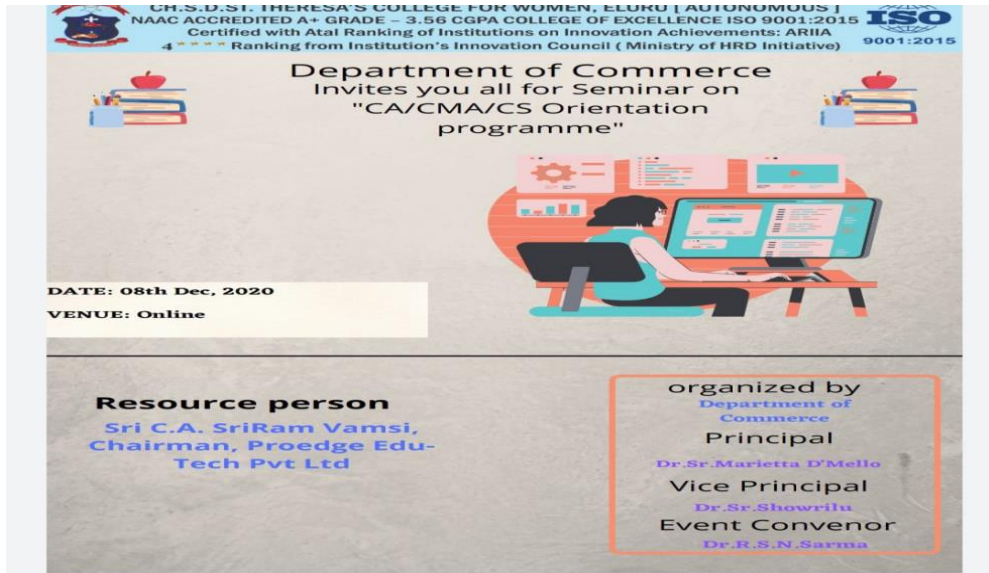 CH.S.D.ST. THERESA'S COLLEGE FOR WOMEN, ELURU [ AUTONOMOUS ]
NAAC ACCREDITED A+ GRADE – 3.56 CGPA COLLEGE OF EXCELLENCE ISO 9001:2015
Certified with Atal Ranking of Institutions on Innovation Achievements: ARIIA
4 **** Ranking from Institution's Innovation Council ( Ministry of HRD Initiative)
ISO
9001:2015
Department of Commerce
Invites you all for Seminar on
"CA/CMA/CS Orientation
programme"
DATE: 08th Dec, 2020
VENUE: Online
Resource person
Sri C.A. SriRam Vamsi,
Chairman, Proedge Edu-
Tech Pvt Ltd
organized by
Department of
Commerce
Principal
Dr.Sr.Marietta D'Mello
Vice Principal
Dr.Sr.Showrilu
Event Convenor
Dr.R.S.N.Sarma